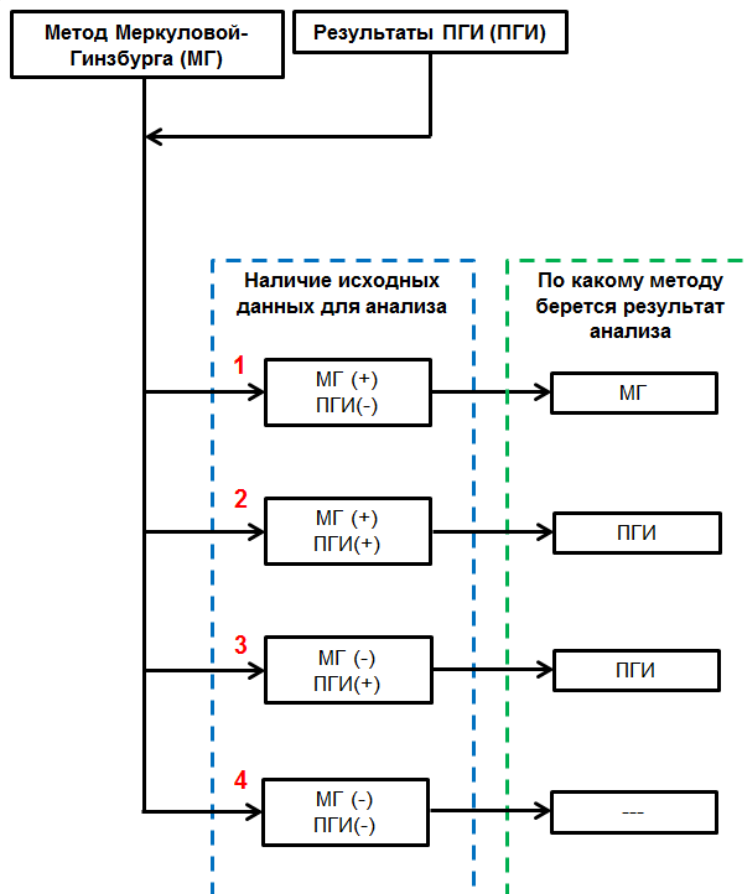 Метод Меркуловой-
Гинзбурга (МГ)
Результаты ПГИ (ПГИ)
Наличие исходных
данных для анализа
По какому методу
берется результат
анализа
1
МГ (+)
ПГИ(-)
МГ
2
МГ (+)
ПГИ(+)
ПГИ
3
МГ (-)
ПГИ(+)
ПГИ
4
МГ (-)
ПГИ(-)
---